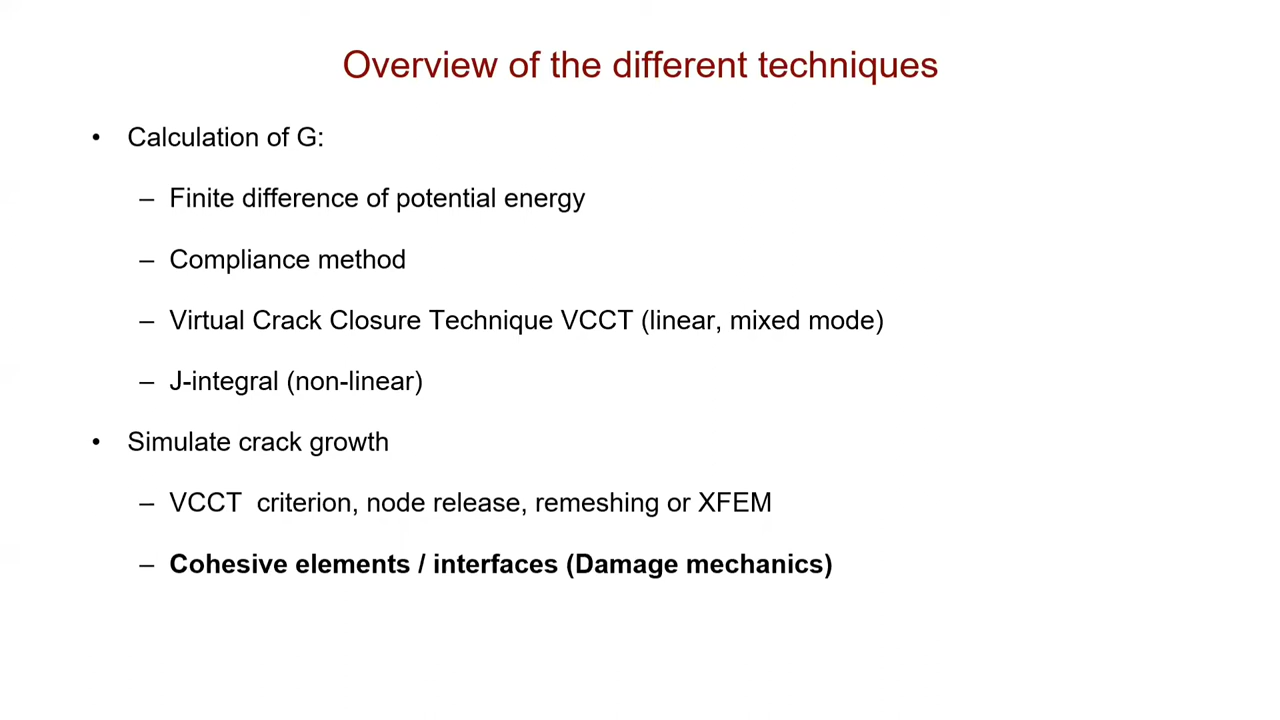 Overview of the different techniques
• Calculation of G:
– Finite difference of potential energy
– Compliance method
– Virtual Crack Closure Technique VCCT (linear, mixed mode)
– J-integral (non-linear)
• Simulate crack growth
– VCCT  criterion, node release, remeshing or XFEM
– Cohesive elements / interfaces (Damage mechanics)